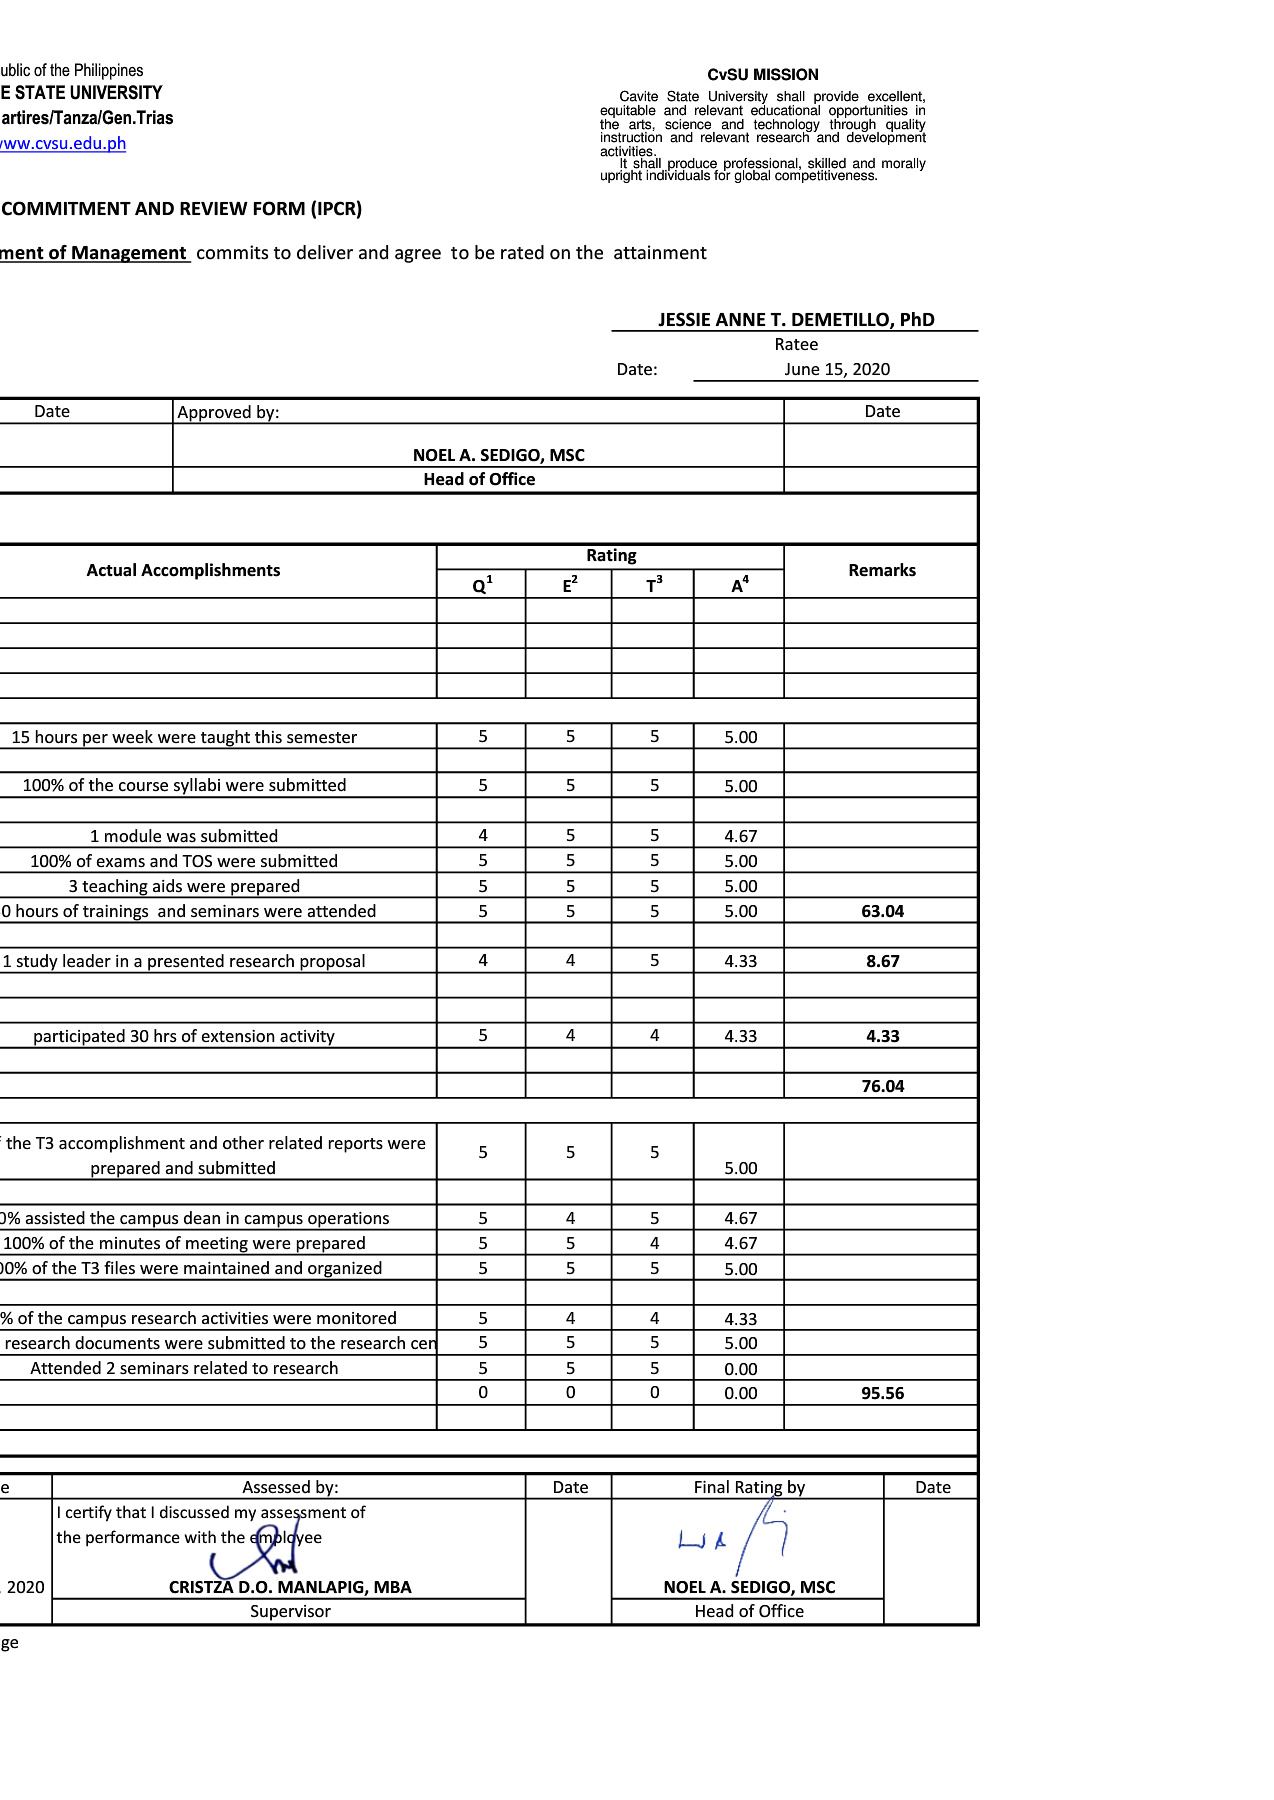 ublic of the Philippines
E STATE UNIVERSITY
artires/Tanza/Gen.Trias
www.cvsu.edu.ph
CvSU MISSION
Cavite State University shall provide excellent,
equitable and relevant educational opportunities in
the arts, science and technology through quality
instruction and relevant research and development
activities.
It shall produce professional, skilled and morally
upright individuals for global competitiveness.
COMMITMENT AND REVIEW FORM (IPCR)
ment of Management commits to deliver and agree to be rated on the attainment
JESSIE ANNE T. DEMETILLO, PhD
Ratee
Date: June 15, 2020
Date Approved by: Date
NOEL A. SEDIGO, MSC
Head of Office
Actual Accomplishments Rating Remarks
Q1 E2 T3 A4
15 hours per week were taught this semester 5 5 5 5.00
100% of the course syllabi were submitted 5 5 5 5.00
1 module was submitted 4 5 5 4.67
100% of exams and TOS were submitted 5 5 5 5.00
3 teaching aids were prepared 5 5 5 5.00
0 hours of trainings and seminars were attended 5 5 5 5.00 63.04
1 study leader in a presented research proposal 4 4 5 4.33 8.67
participated 30 hrs of extension activity 5 4 4 4.33 4.33
76.04
the T3 accomplishment and other related reports were
prepared and submitted 5 5 5 5.00
0% assisted the campus dean in campus operations 5 4 5 4.67
100% of the minutes of meeting were prepared 5 5 4 4.67
00% of the T3 files were maintained and organized 5 5 5 5.00
% of the campus research activities were monitored 5 4 4 4.33
research documents were submitted to the research cen 5 5 5 5.00
Attended 2 seminars related to research 5 5 5 0.00
0 0 0 0.00 95.56
e Assessed by: Date Final Rating by Date
I certify that I discussed my assessment of
the performance with the employee
, 2020 CRISTZA D.O. MANLAPIG, MBA NOEL A. SEDIGO, MSC
Supervisor Head of Office
ge